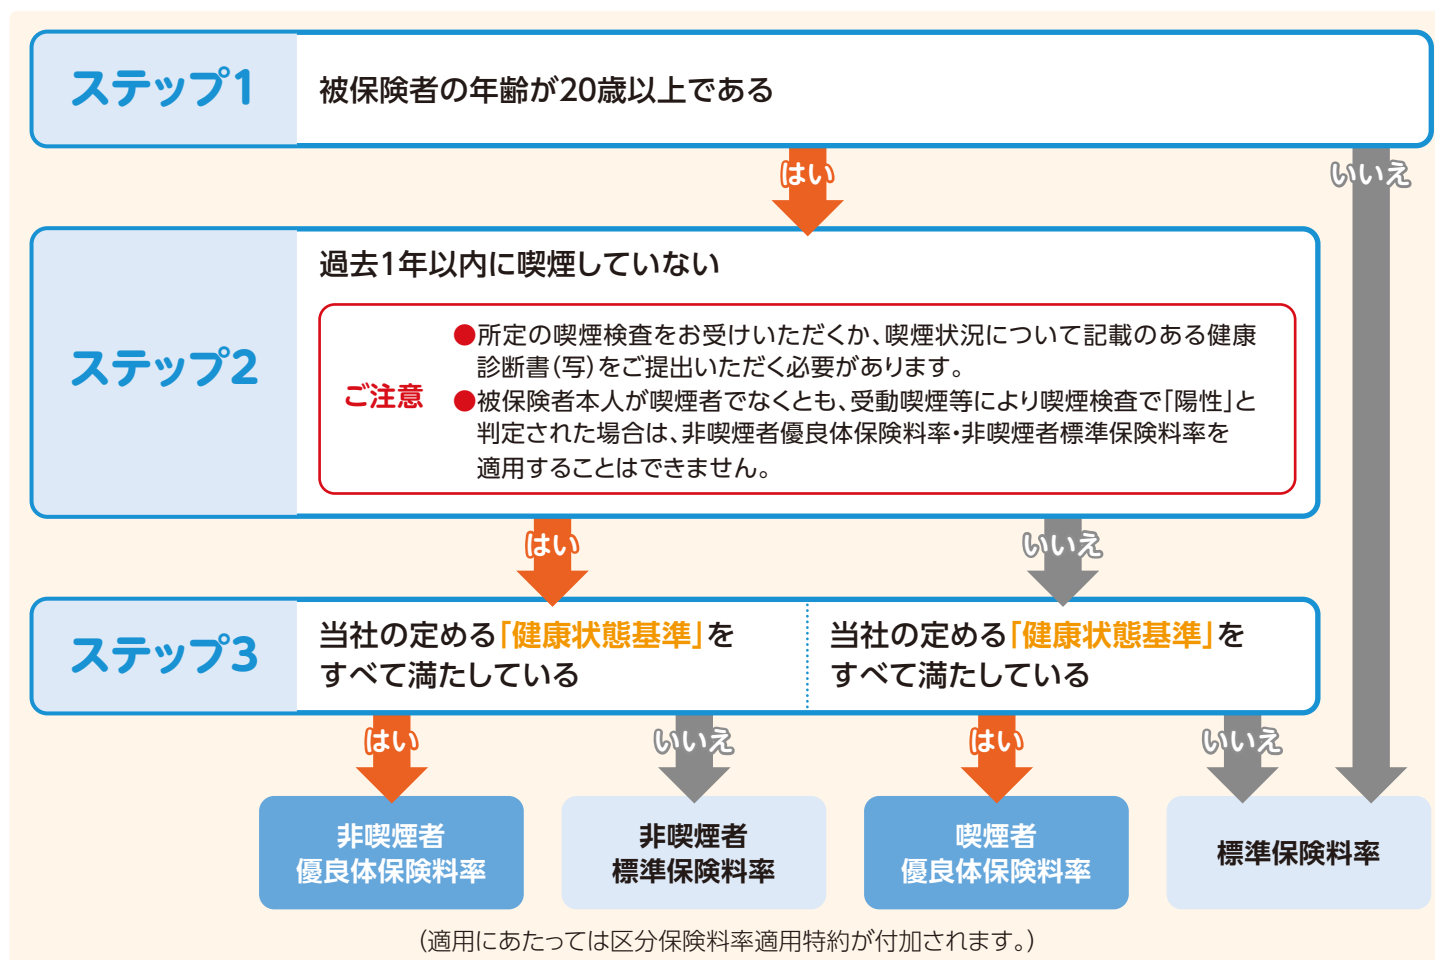 ステップ1
被保険者の年齢が20歳以上である
はい
いいえ
ステップ2
過去1年以内に喫煙していない
ご注意
●所定の喫煙検査をお受けいただくか、喫煙状況について記載のある健康
診断書(写)をご提出いただく必要があります。
●被保険者本人が喫煙者でなくとも、受動喫煙等により喫煙検査で「陽性」と
判定された場合は、非喫煙者優良体保険料率・非喫煙者標準保険料率を
適用することはできません。
はい
いいえ
ステップ3
当社の定める「健康状態基準」を
すべて満たしている
当社の定める「健康状態基準」を
すべて満たしている
はい
いいえ
はい
いいえ
非喫煙者
優良体保険料率
非喫煙者
標準保険料率
喫煙者
優良体保険料率
標準保険料率
(適用にあたっては区分保険料率適用特約が付加されます。)